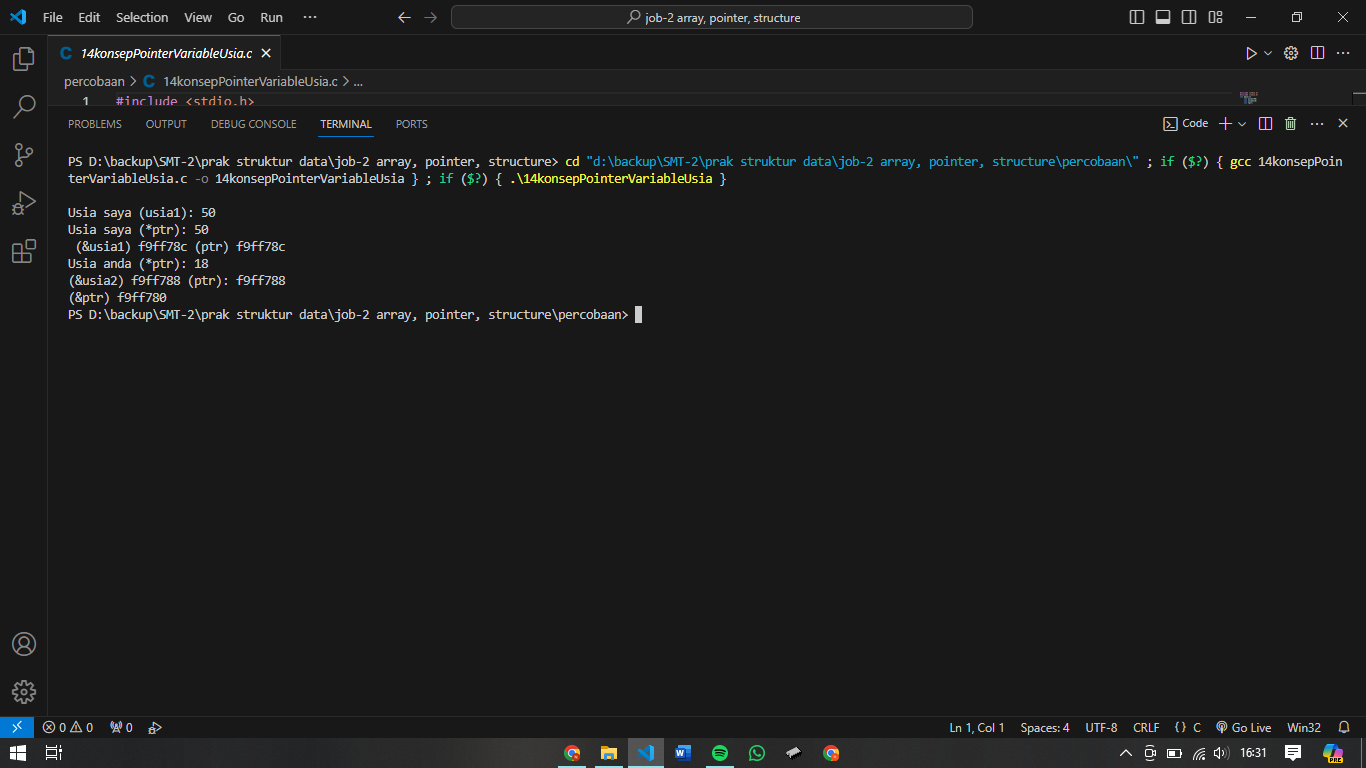 File Edit Selection View Go Run ··· job-2 array, pointer, structure
C 14konsepPointerVariableUsia.c
percobaan > C 14konsepPointerVariableUsia.c > ...
1 #include <stdio.h>
PROBLEMS OUTPUT DEBUG CONSOLE TERMINAL PORTS Code
PS D:\backup\SMT-2\prak struktur data\job-2 array, pointer, structure> cd "d:\backup\SMT-2\prak struktur data\job-2 array, pointer, structure\percobaan\" ; if ($?) { gcc 14konsepPoin
terVariableUsia.c -o 14konsepPointerVariableUsia } ; if ($?) { .\14konsepPointerVariableUsia }
Usia saya (usia1): 50
Usia saya (*ptr): 50
(&usia1) f9ff78c (ptr) f9ff78c
Usia anda (*ptr): 18
(&usia2) f9ff788 (ptr): f9ff788
(&ptr) f9ff780
PS D:\backup\SMT-2\prak struktur data\job-2 array, pointer, structure\percobaan>
0 0 0 Ln 1, Col 1 Spaces: 4 UTF-8 CRLF {} C Go Live Win32
16:31
PRE